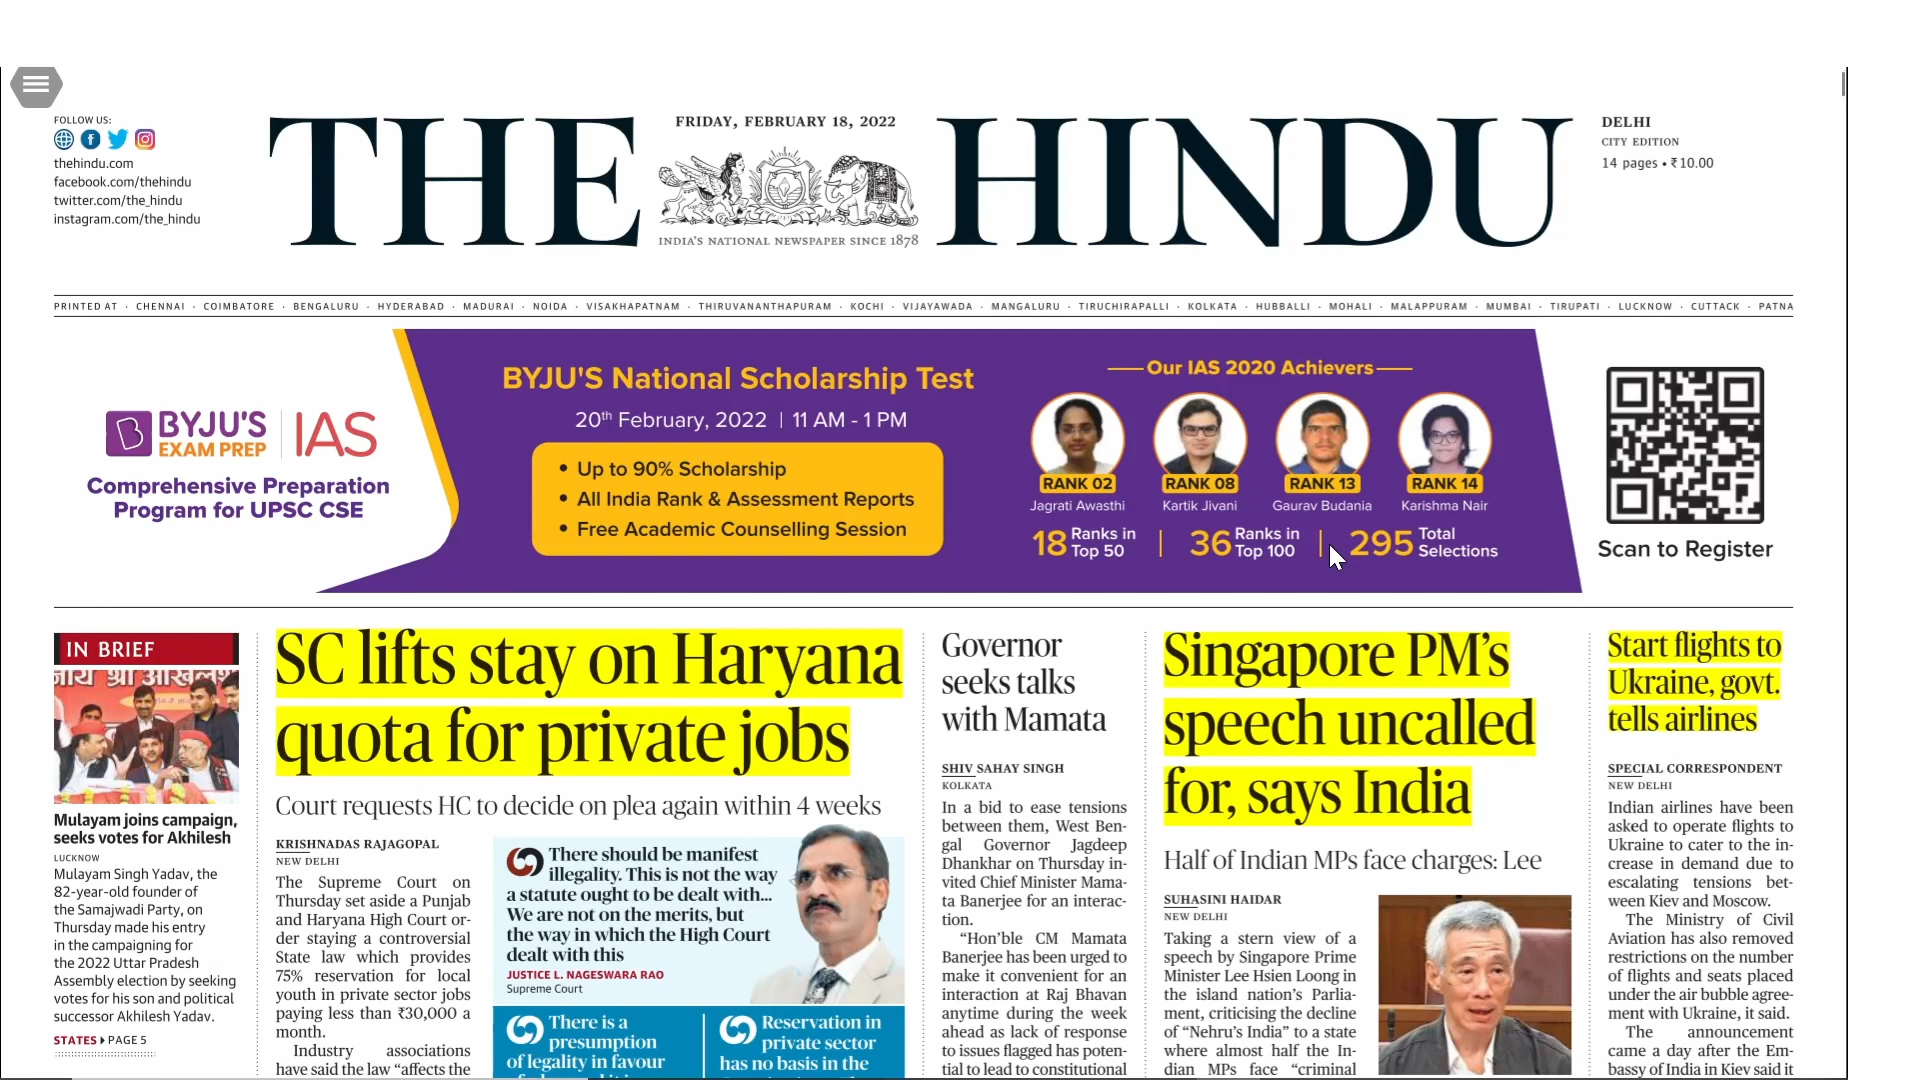 FOLLOW US:
thehindu.com
facebook.com/thehindu
twitter.com/the_hindu
instagram.com/the_hindu
THE HINDU
FRIDAY, FEBRUARY 18, 2022
INDIA'S NATIONAL NEWSPAPER SINCE 1878
DELHI
CITY EDITION
14 pages • ₹10.00
PRINTED AT · CHENNAI · COIMBATORE · BENGALURU · HYDERABAD · MADURAI · NOIDA · VISAKHAPATNAM · THIRUVANANTHAPURAM · KOCHI · VIJAYAWADA · MANGALURU · TIRUCHIRAPALLI · KOLKATA · HUBBALLI · MOHALI · MALAPPURAM · MUMBAI · TIRUPATI · LUCKNOW · CUTTACK · PATNA
BYJU'S
EXAM PREP
IAS
Comprehensive Preparation
Program for UPSC CSE
BYJU'S National Scholarship Test
20th February, 2022 | 11 AM - 1 PM
• Up to 90% Scholarship
• All India Rank & Assessment Reports
• Free Academic Counselling Session
Our IAS 2020 Achievers
RANK 02
Jagrati Awasthi
RANK 08
Kartik Jivani
RANK 13
Gaurav Budania
RANK 14
Karishma Nair
18 Ranks in
Top 50
36 Ranks in
Top 100
295 Total
Selections
Scan to Register
IN BRIEF
Mulayam joins campaign,
seeks votes for Akhilesh
LUCKNOW
Mulayam Singh Yadav, the
82-year-old founder of
the Samajwadi Party, on
Thursday made his entry
in the campaigning for
the 2022 Uttar Pradesh
Assembly election by seeking
votes for his son and political
successor Akhilesh Yadav.
STATES PAGE 5
SC lifts stay on Haryana
quota for private jobs
Court requests HC to decide on plea again within 4 weeks
KRISHNADAS RAJAGOPAL
NEW DELHI
The Supreme Court on
Thursday set aside a Punjab
and Haryana High Court or-
der staying a controversial
State law which provides
75% reservation for local
youth in private sector jobs
paying less than ₹30,000 a
month.
Industry associations
have said the law “affects the
There should be manifest
illegality. This is not the way
a statute ought to be dealt with...
We are not on the merits, but
the way in which the High Court
dealt with this
JUSTICE L. NAGESWARA RAO
Supreme Court
There is a
presumption
of legality in favour
Reservation in
private sector
has no basis in the
Governor
seeks talks
with Mamata
SHIV SAHAY SINGH
KOLKATA
In a bid to ease tensions
between them, West Ben-
gal Governor Jagdeep
Dhankhar on Thursday in-
vited Chief Minister Mama-
ta Banerjee for an interac-
tion.
“Hon’ble CM Mamata
Banerjee has been urged to
make it convenient for an
interaction at Raj Bhavan
anytime during the week
ahead as lack of response
to issues flagged has poten-
tial to lead to constitutional
Singapore PM’s
speech uncalled
for, says India
Half of Indian MPs face charges: Lee
SUHASINI HAIDAR
NEW DELHI
Taking a stern view of a
speech by Singapore Prime
Minister Lee Hsien Loong in
the island nation’s Parlia-
ment, criticising the decline
of “Nehru’s India” to a state
where almost half the In-
dian MPs face “criminal
Start flights to
Ukraine, govt.
tells airlines
SPECIAL CORRESPONDENT
NEW DELHI
Indian airlines have been
asked to operate flights to
Ukraine to cater to the in-
crease in demand due to
escalating tensions bet-
ween Kiev and Moscow.
The Ministry of Civil
Aviation has also removed
restrictions on the number
of flights and seats placed
under the air bubble agree-
ment with Ukraine, it said.
The announcement
came a day after the Em-
bassy of India in Kiev said it